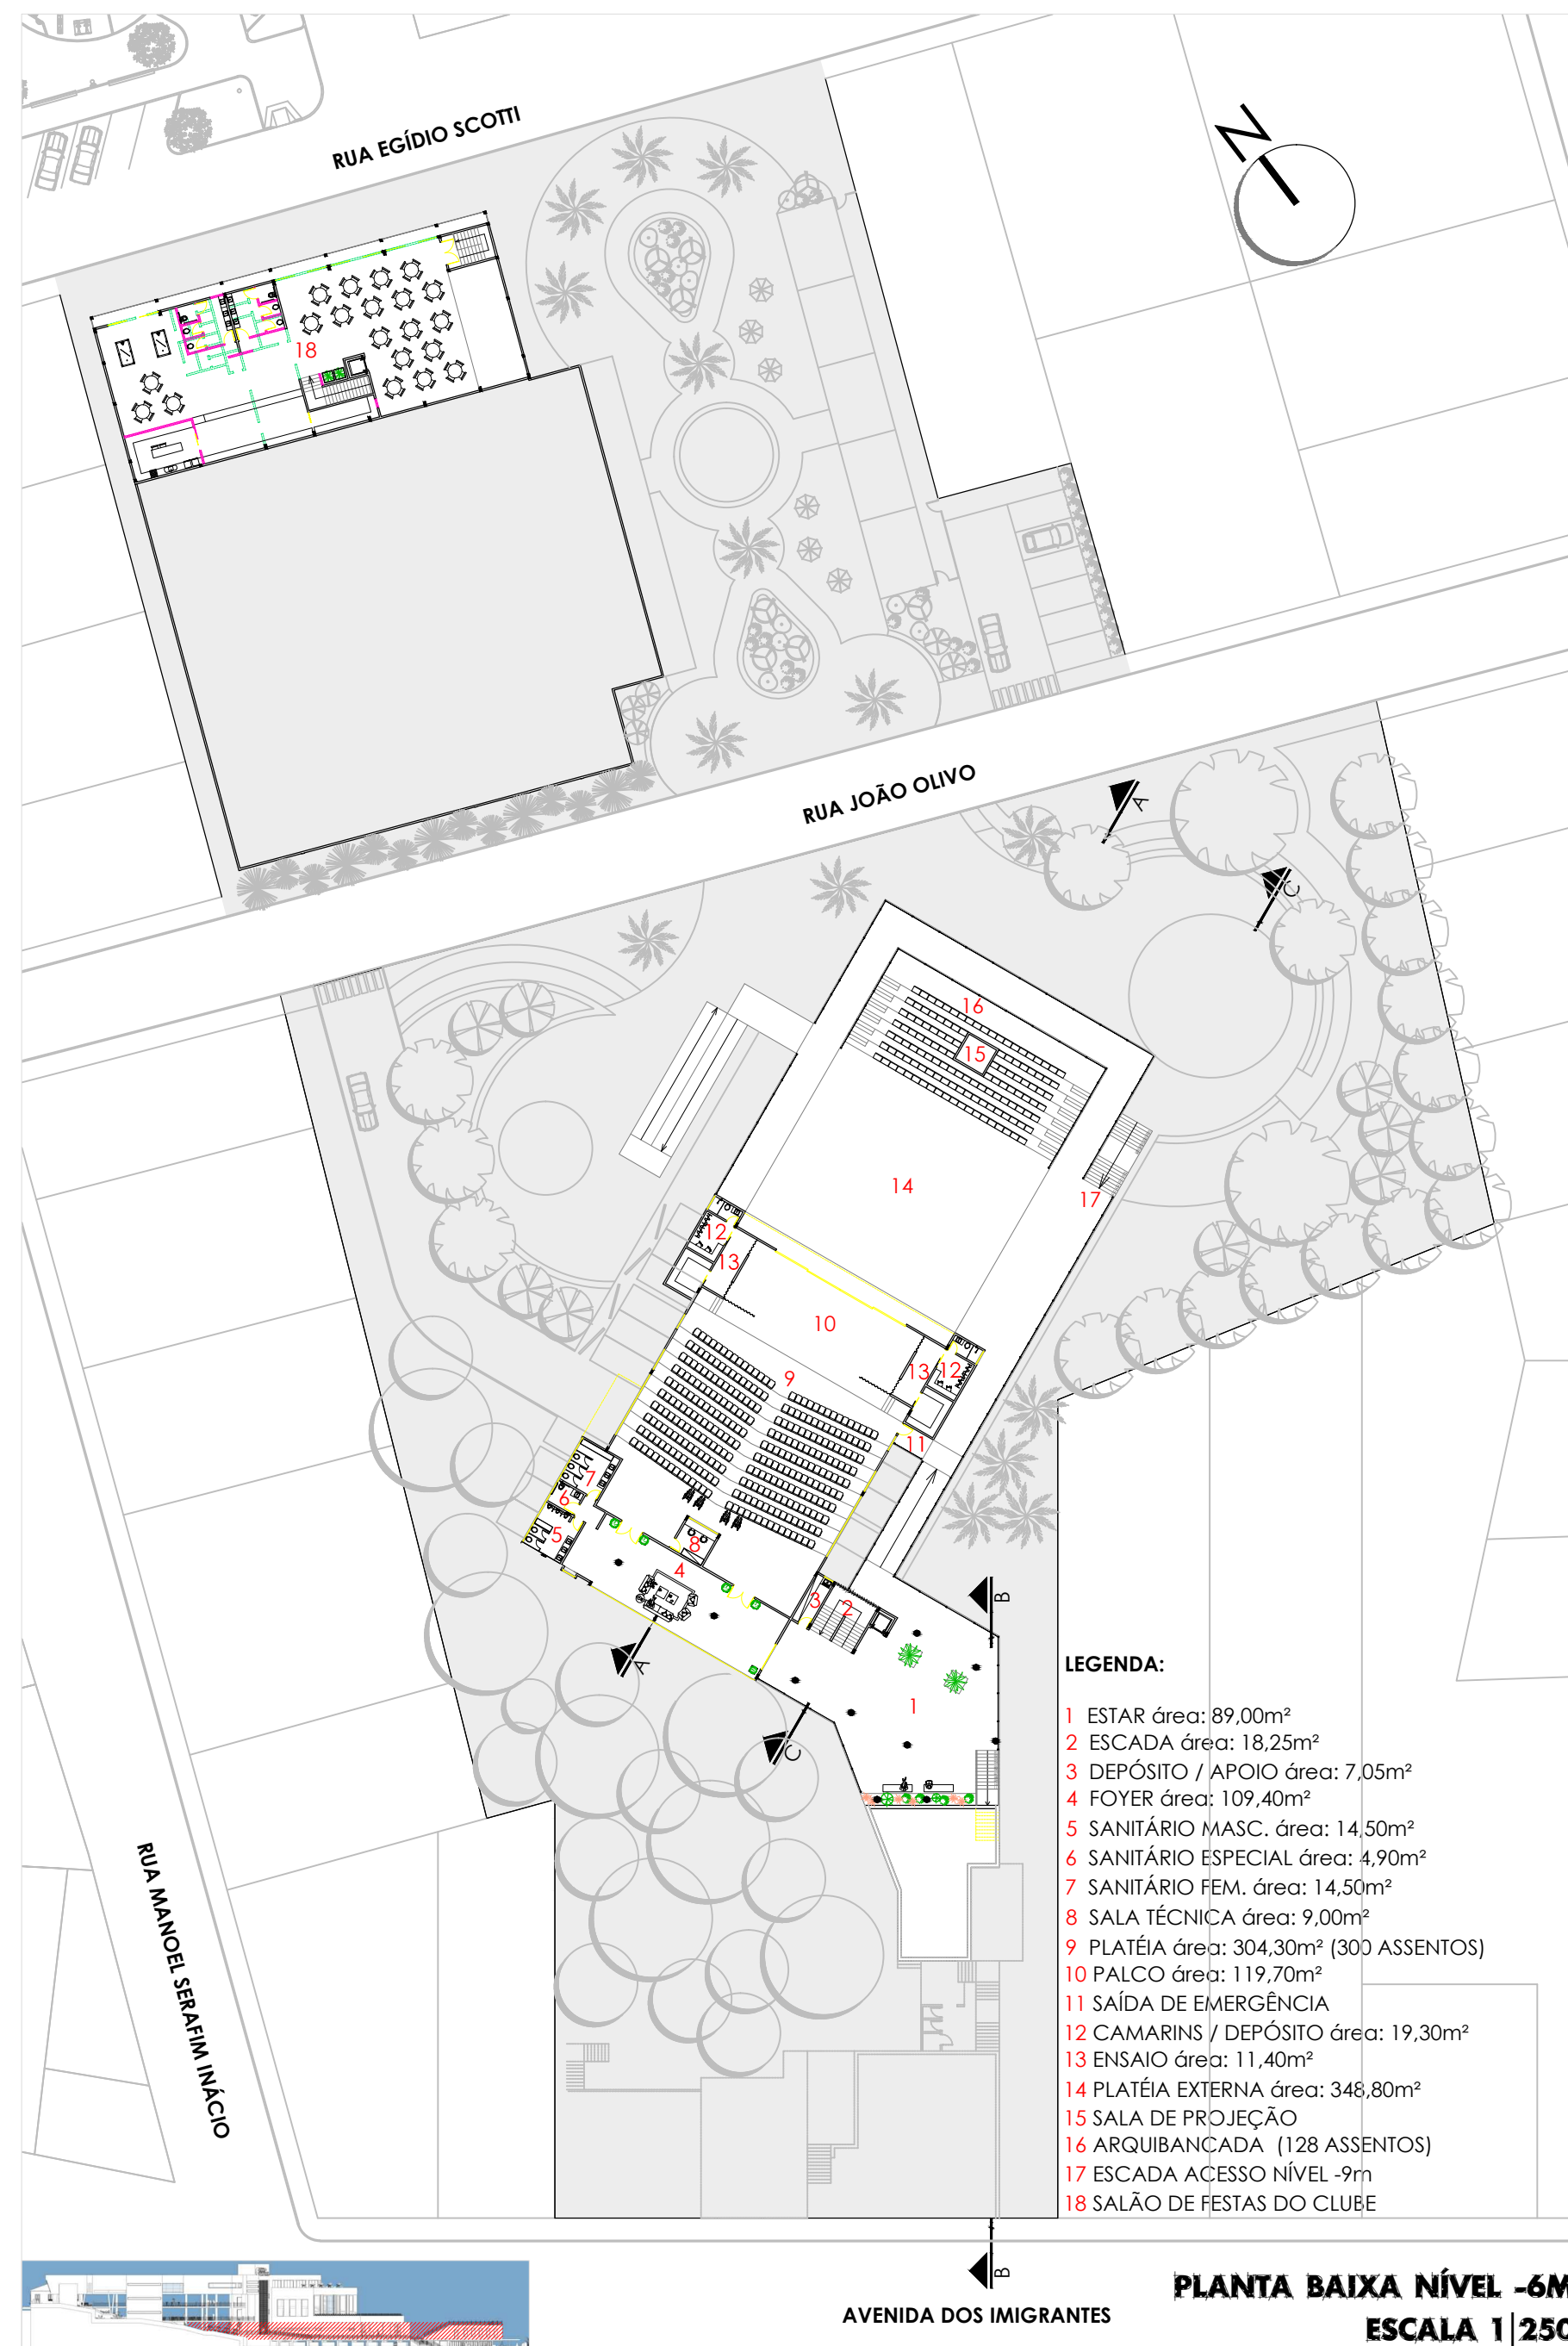 RUA EGÍDIO SCOTTI
N
18
RUA JOÃO OLIVO
A
C
16
15
14
17
12
13
10
13
12
9
11
7
6
5
8
4
3
2
B
A
1
C
LEGENDA:
1 ESTAR área: 89,00m²
2 ESCADA área: 18,25m²
3 DEPÓSITO / APOIO área: 7,05m²
4 FOYER área: 109,40m²
5 SANITÁRIO MASC. área: 14,50m²
6 SANITÁRIO ESPECIAL área: 4,90m²
7 SANITÁRIO FEM. área: 14,50m²
8 SALA TÉCNICA área: 9,00m²
9 PLATÉIA área: 304,30m² (300 ASSENTOS)
10 PALCO área: 119,70m²
11 SAÍDA DE EMERGÊNCIA
12 CAMARINS / DEPÓSITO área: 19,30m²
13 ENSAIO área: 11,40m²
14 PLATÉIA EXTERNA área: 348,80m²
15 SALA DE PROJEÇÃO
16 ARQUIBANCADA (128 ASSENTOS)
17 ESCADA ACESSO NÍVEL -9m
18 SALÃO DE FESTAS DO CLUBE
RUA MANOEL SERAFIM INÁCIO
B
AVENIDA DOS IMIGRANTES
PLANTA BAIXA NÍVEL -6M
ESCALA 1|250